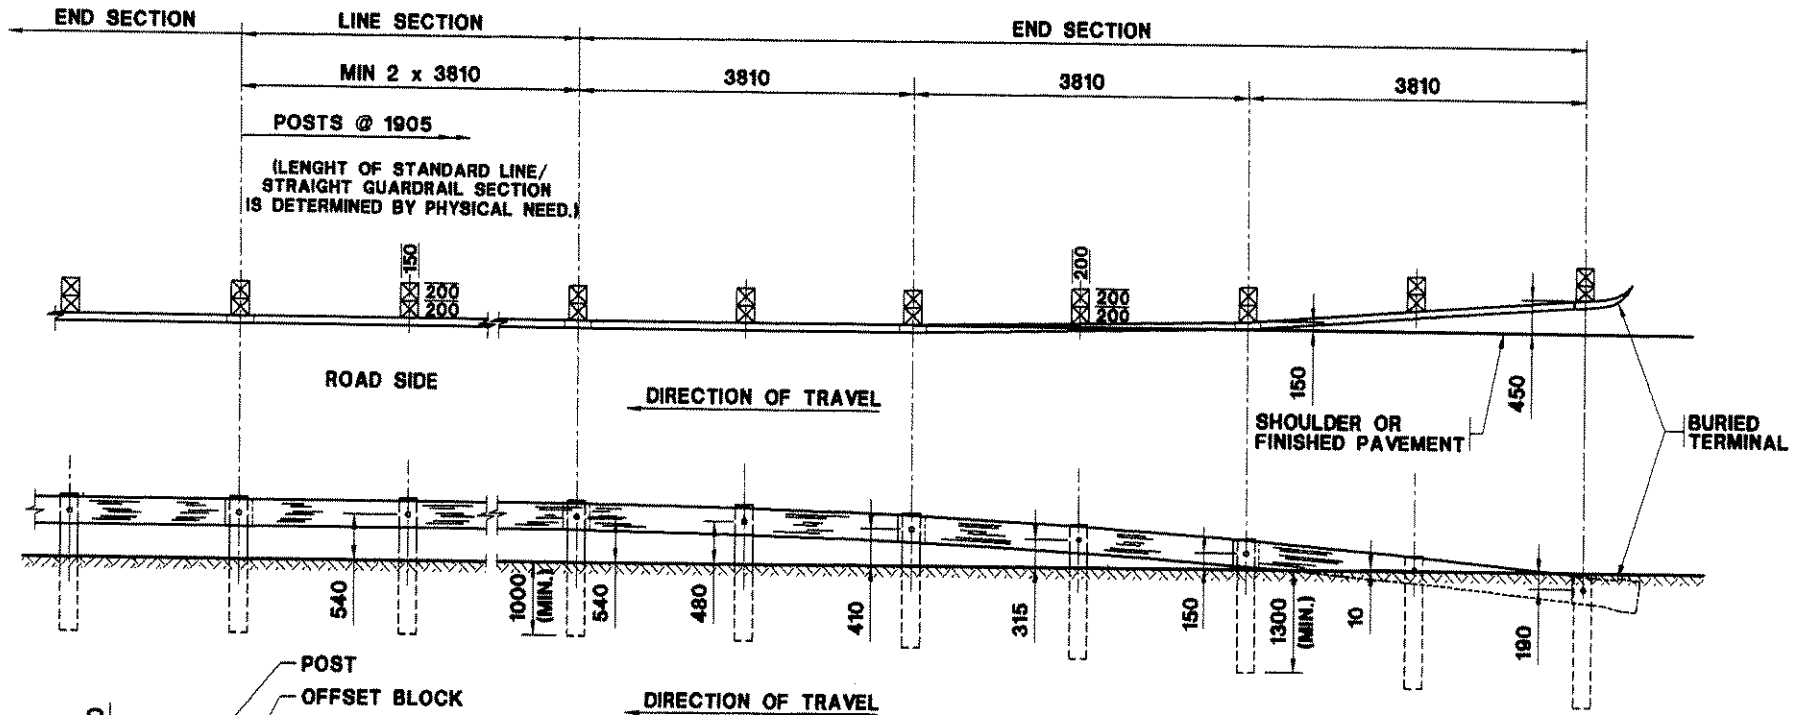 END SECTION
LINE SECTION
END SECTION
MIN 2 x 3810
3810
3810
3810
POSTS @ 1905
(LENGHT OF STANDARD LINE/
STRAIGHT GUARDRAIL SECTION
IS DETERMINED BY PHYSICAL NEED.)
150
200
200
200
200
200
ROAD SIDE
DIRECTION OF TRAVEL
150
450
SHOULDER OR
FINISHED PAVEMENT
BURIED
TERMINAL
540
1000
(MIN.)
540
480
410
315
150
1300
(MIN.)
10
190
POST
OFFSET BLOCK
DIRECTION OF TRAVEL